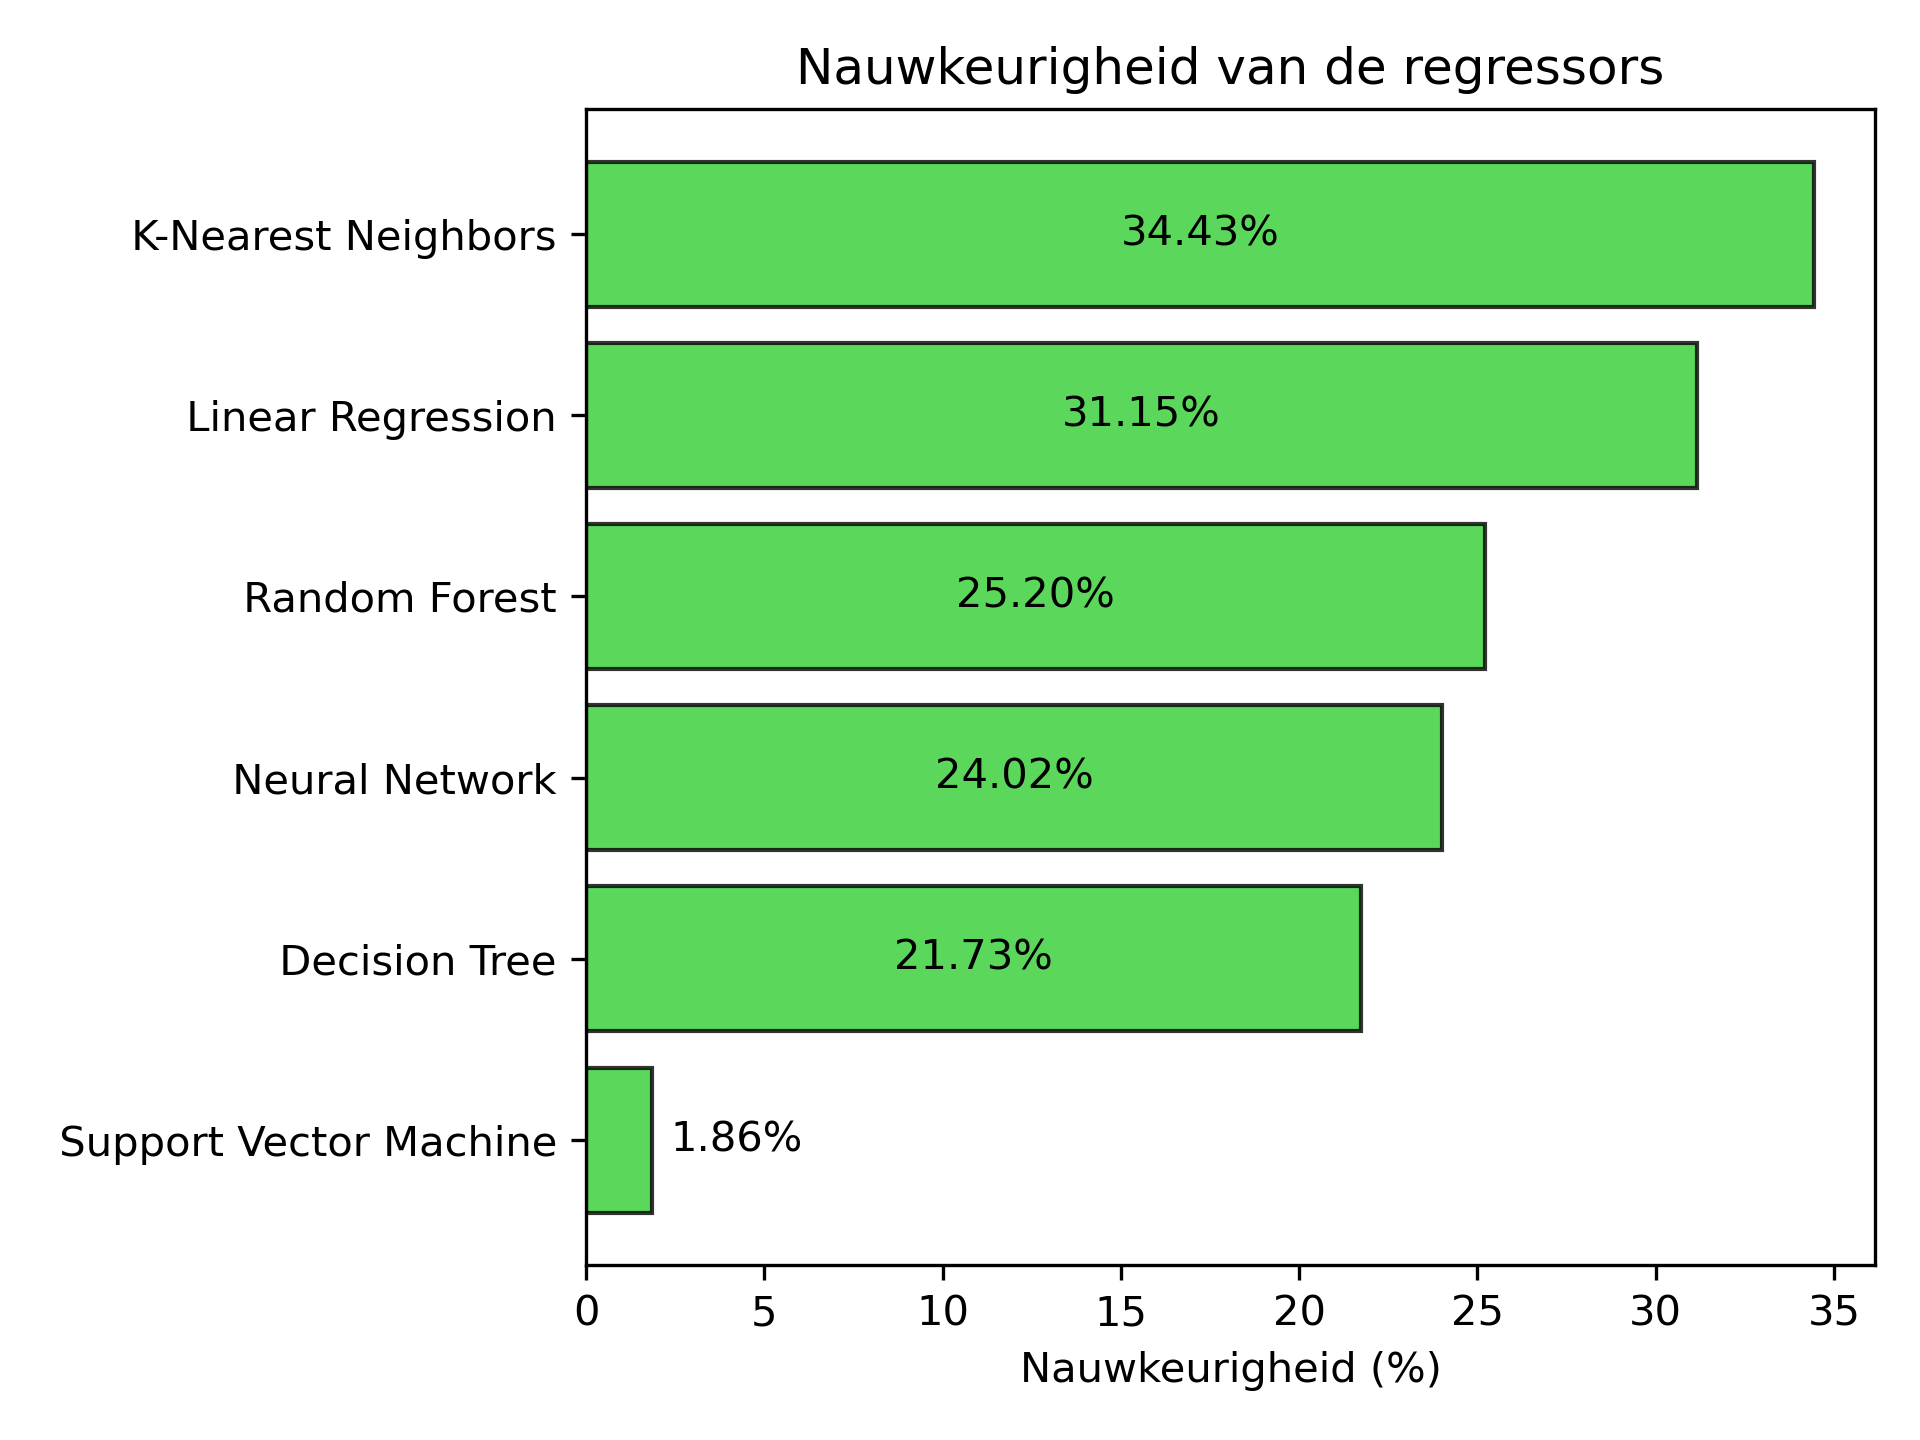 Nauwkeurigheid van de regressors
K-Nearest Neighbors
34.43%
Linear Regression
31.15%
Random Forest
25.20%
Neural Network
24.02%
Decision Tree
21.73%
Support Vector Machine
1.86%
0 5 10 15 20 25 30 35
Nauwkeurigheid (%)